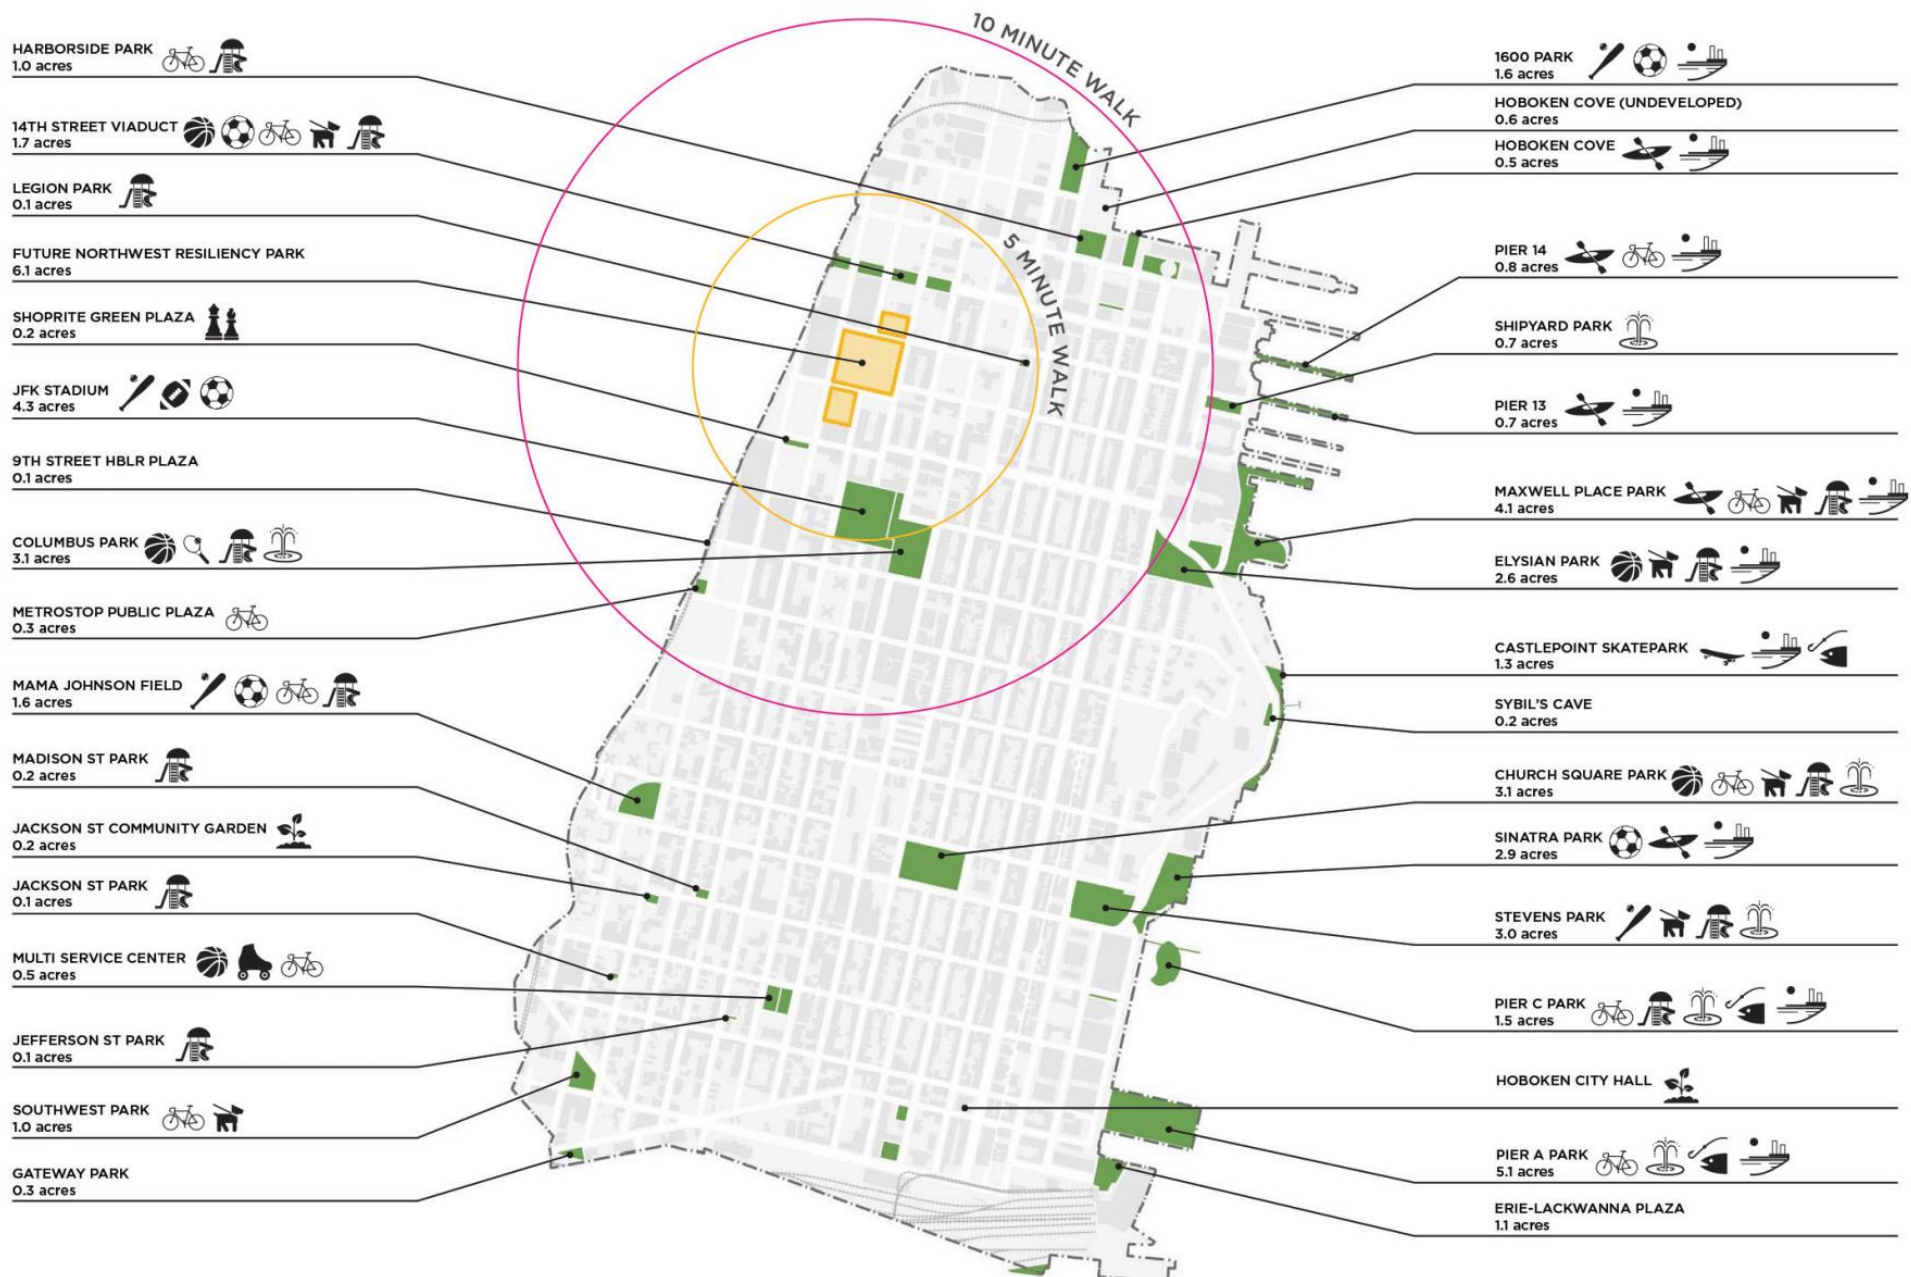 HARBORSIDE PARK
1.0 acres
14TH STREET VIADUCT
1.7 acres
LEGION PARK
0.1 acres
FUTURE NORTHWEST RESILIENCY PARK
6.1 acres
SHOPRITE GREEN PLAZA
0.2 acres
JFK STADIUM
4.3 acres
9TH STREET HBLR PLAZA
0.1 acres
COLUMBUS PARK
3.1 acres
METROSTOP PUBLIC PLAZA
0.3 acres
MAMA JOHNSON FIELD
1.6 acres
MADISON ST PARK
0.2 acres
JACKSON ST COMMUNITY GARDEN
0.2 acres
JACKSON ST PARK
0.1 acres
MULTI SERVICE CENTER
0.5 acres
JEFFERSON ST PARK
0.1 acres
SOUTHWEST PARK
1.0 acres
GATEWAY PARK
0.3 acres
10 MINUTE WALK
5 MINUTE WALK
1600 PARK
1.6 acres
HOBOKEN COVE (UNDEVELOPED)
0.6 acres
HOBOKEN COVE
0.5 acres
PIER 14
0.8 acres
SHIPYARD PARK
0.7 acres
PIER 13
0.7 acres
MAXWELL PLACE PARK
4.1 acres
ELYSIAN PARK
2.6 acres
CASTLEPOINT SKATEPARK
1.3 acres
SYBIL'S CAVE
0.2 acres
CHURCH SQUARE PARK
3.1 acres
SINATRA PARK
2.9 acres
STEVENS PARK
3.0 acres
PIER C PARK
1.5 acres
HOBOKEN CITY HALL
PIER A PARK
5.1 acres
ERIE-LACKWANNA PLAZA
1.1 acres